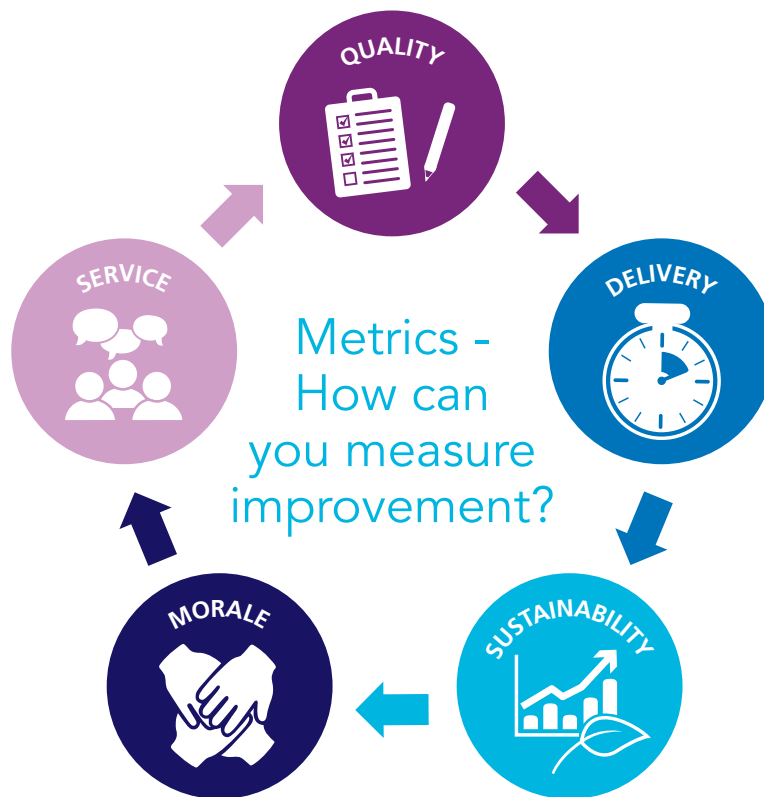 QUALITY
DELIVERY
SUSTAINABILITY
MORALE
SERVICE
Metrics -
How can
you measure
improvement?